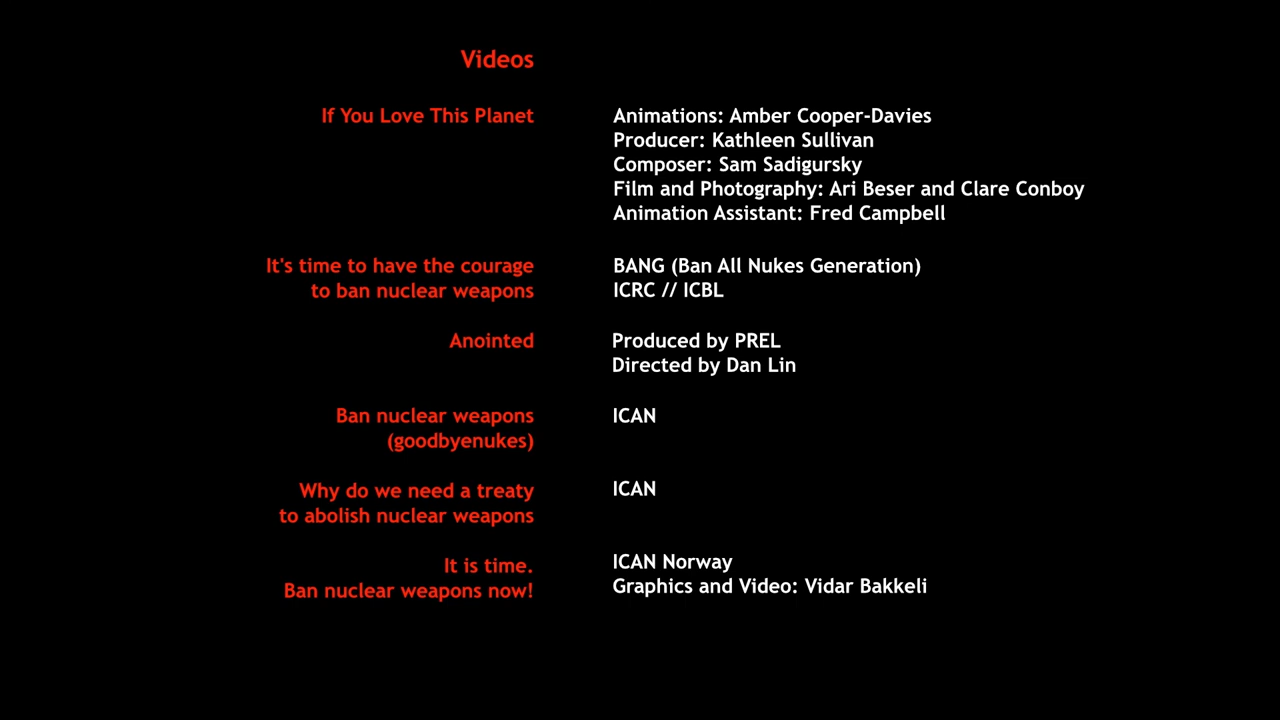 Videos
If You Love This Planet
Animations: Amber Cooper-Davies
Producer: Kathleen Sullivan
Composer: Sam Sadigursky
Film and Photography: Ari Beser and Clare Conboy
Animation Assistant: Fred Campbell
It's time to have the courage
to ban nuclear weapons
BANG (Ban All Nukes Generation)
ICRC // ICBL
Anointed
Produced by PREL
Directed by Dan Lin
Ban nuclear weapons
(goodbyenukes)
ICAN
Why do we need a treaty
to abolish nuclear weapons
ICAN
It is time.
Ban nuclear weapons now!
ICAN Norway
Graphics and Video: Vidar Bakkeli